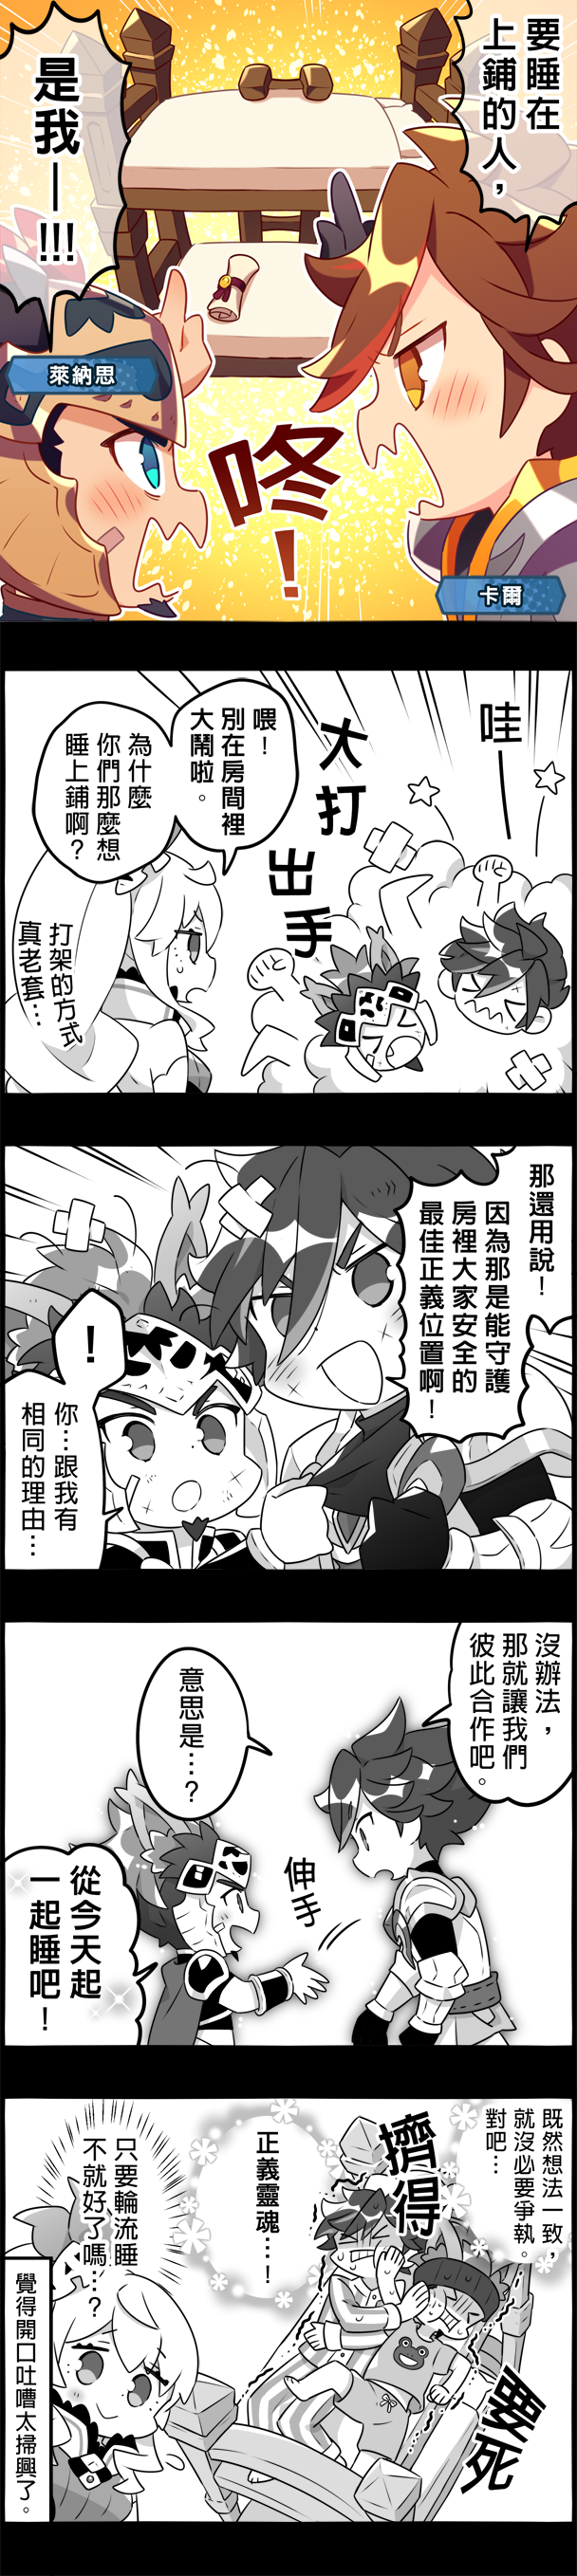 要睡在
上鋪的人，
是我—!!!
萊納思
咚！
卡爾
哇—
大打出手
喂！
別在房間裡
大鬧啦。
為什麼
你們那麼想
睡上鋪啊？
打架的方式
真老套…
那還用說！
因為那是能守護
房裡大家安全的
最佳正義位置啊！
！
你…跟我有
相同的理由…
沒辦法，
那就讓我們
彼此合作吧。
意思是…？
伸手
從今天起
一起睡吧！
既然想法一致，
就沒必要爭執。
對吧…
擠得
要死
正義靈魂…！
只要輪流睡
不就好了嗎…？
覺得開口吐嘈太掃興了。